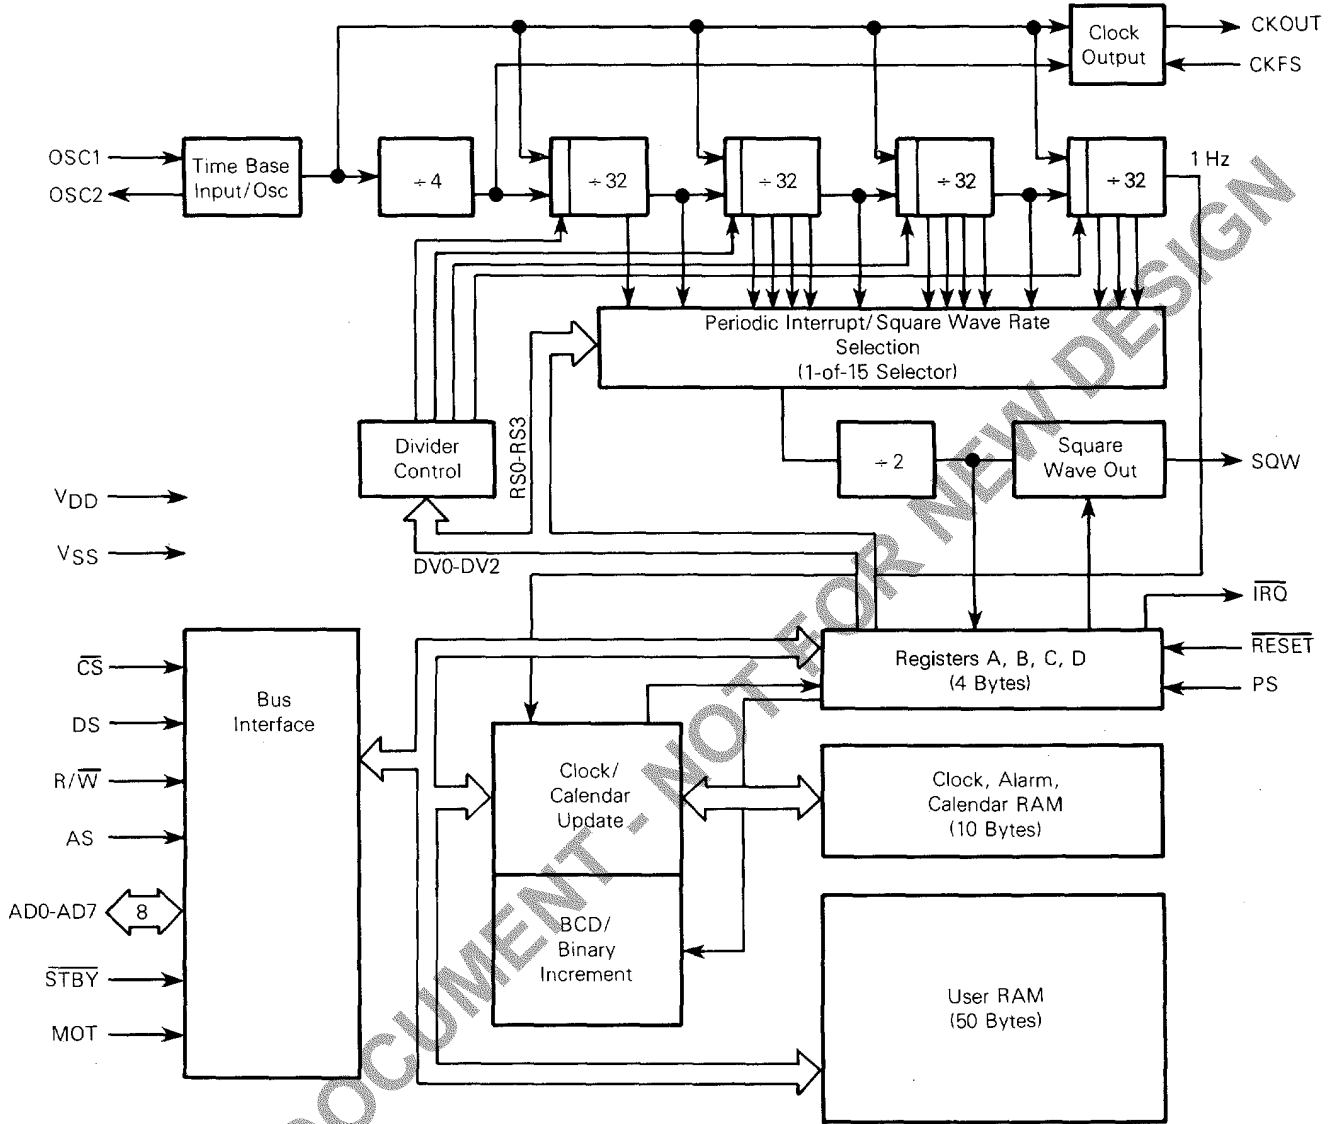 CKOUT
Clock
Output
CKFS
OSC1
OSC2
Time Base
Input/Osc
÷4
÷32
÷32
÷32
÷32
1 Hz
Periodic Interrupt/Square Wave Rate
Selection
(1-of-15 Selector)
Divider
Control
RS0-RS3
÷2
Square
Wave Out
SQW
VDD
VSS
DV0-DV2
IRQ
RESET
PS
Registers A, B, C, D
(4 Bytes)
CS
DS
R/W
AS
AD0-AD7
8
STBY
MOT
Bus
Interface
Clock/
Calendar
Update
BCD/
Binary
Increment
Clock, Alarm,
Calendar RAM
(10 Bytes)
User RAM
(50 Bytes)
DOCUMENT - NOT FOR NEW DESIGN